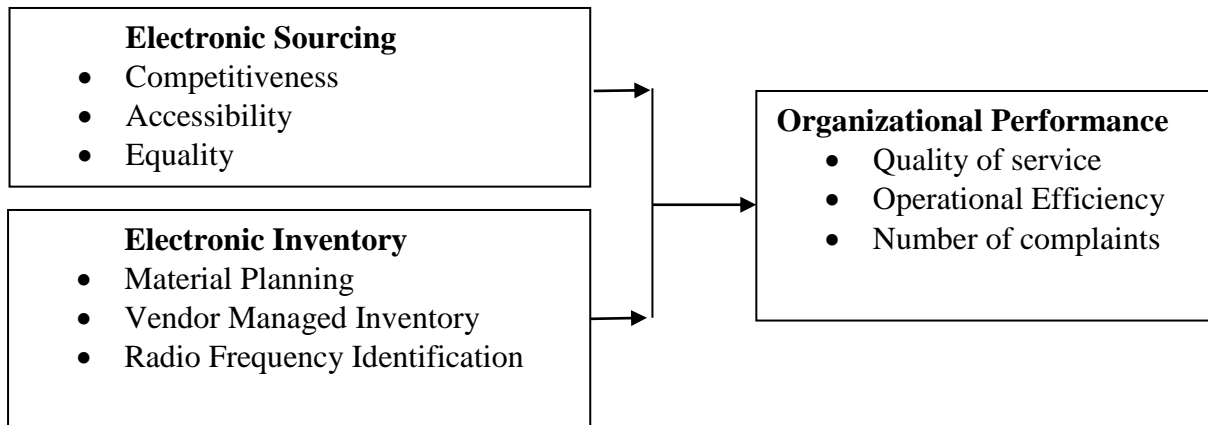 Electronic Sourcing
• Competitiveness
• Accessibility
• Equality
Electronic Inventory
• Material Planning
• Vendor Managed Inventory
• Radio Frequency Identification
Organizational Performance
• Quality of service
• Operational Efficiency
• Number of complaints